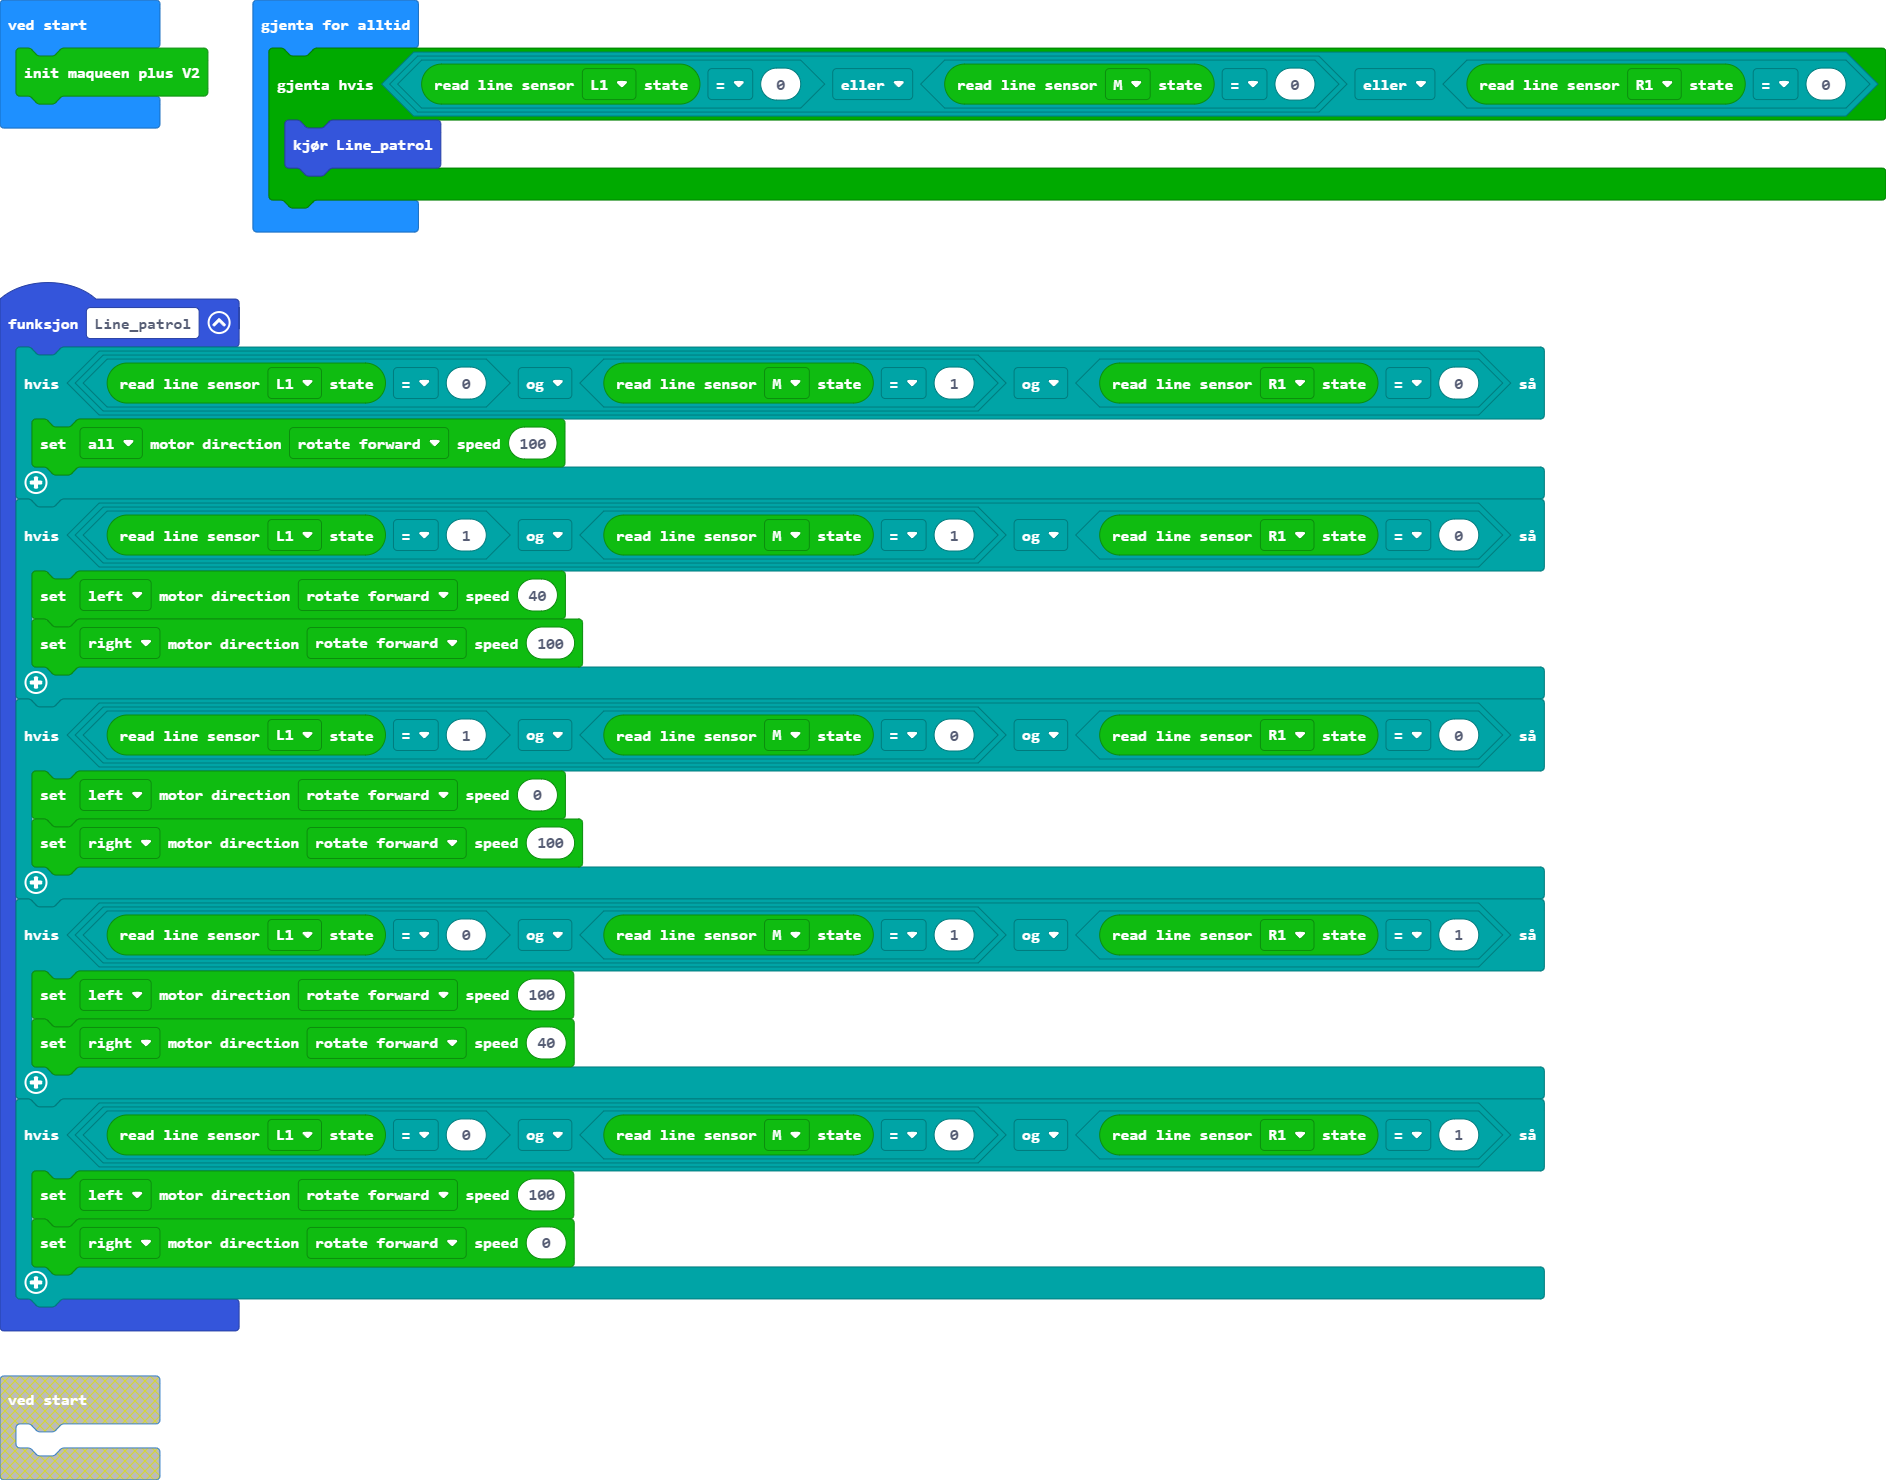 ved start
init maqueen plus V2
gjenta for alltid
gjenta hvis read line sensor L1 state = 0 eller read line sensor M state = 0 eller read line sensor R1 state = 0
kjør Line_patrol
funksjon Line_patrol
hvis read line sensor L1 state = 0 og read line sensor M state = 1 og read line sensor R1 state = 0 så
set all motor direction rotate forward speed 100
hvis read line sensor L1 state = 1 og read line sensor M state = 1 og read line sensor R1 state = 0 så
set left motor direction rotate forward speed 40
set right motor direction rotate forward speed 100
hvis read line sensor L1 state = 1 og read line sensor M state = 0 og read line sensor R1 state = 0 så
set left motor direction rotate forward speed 0
set right motor direction rotate forward speed 100
hvis read line sensor L1 state = 0 og read line sensor M state = 1 og read line sensor R1 state = 1 så
set left motor direction rotate forward speed 100
set right motor direction rotate forward speed 40
hvis read line sensor L1 state = 0 og read line sensor M state = 0 og read line sensor R1 state = 1 så
set left motor direction rotate forward speed 100
set right motor direction rotate forward speed 0
ved start